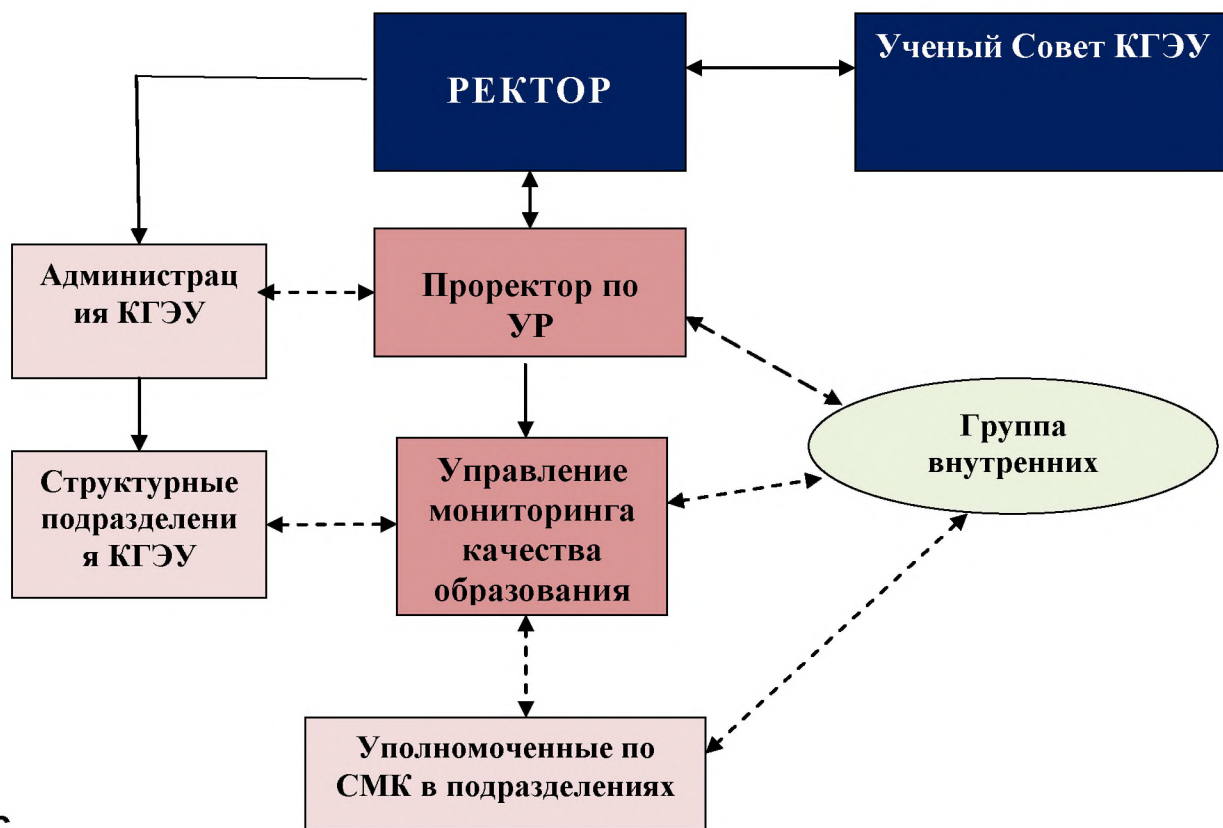 РЕКТОР
Ученый Совет КГЭУ
Администрац
ия КГЭУ
Проректор по
УР
Группа
внутренних
Структурные
подразделени
я КГЭУ
Управление
мониторинга
качества
образования
Уполномоченные по
СМК в подразделениях